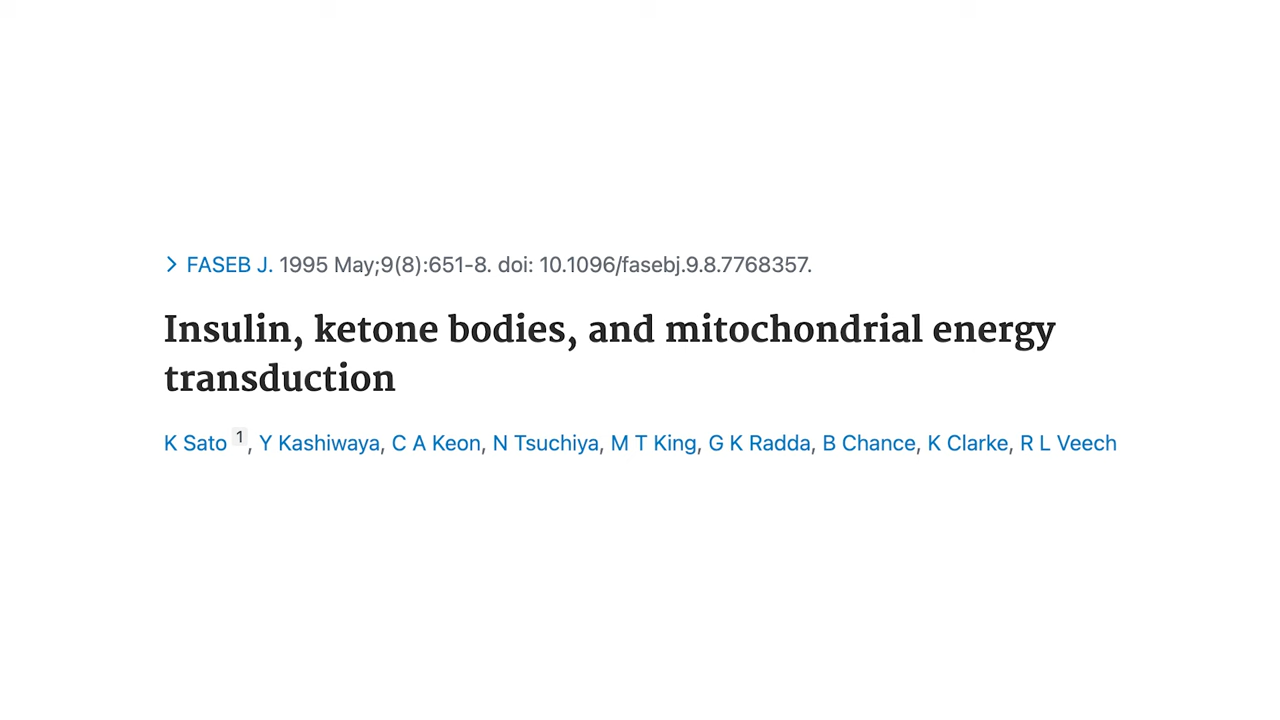 > FASEB J. 1995 May;9(8):651-8. doi: 10.1096/fasebj.9.8.7768357.
Insulin, ketone bodies, and mitochondrial energy
transduction
K Sato 1, Y Kashiwaya, C A Keon, N Tsuchiya, M T King, G K Radda, B Chance, K Clarke, R L Veech